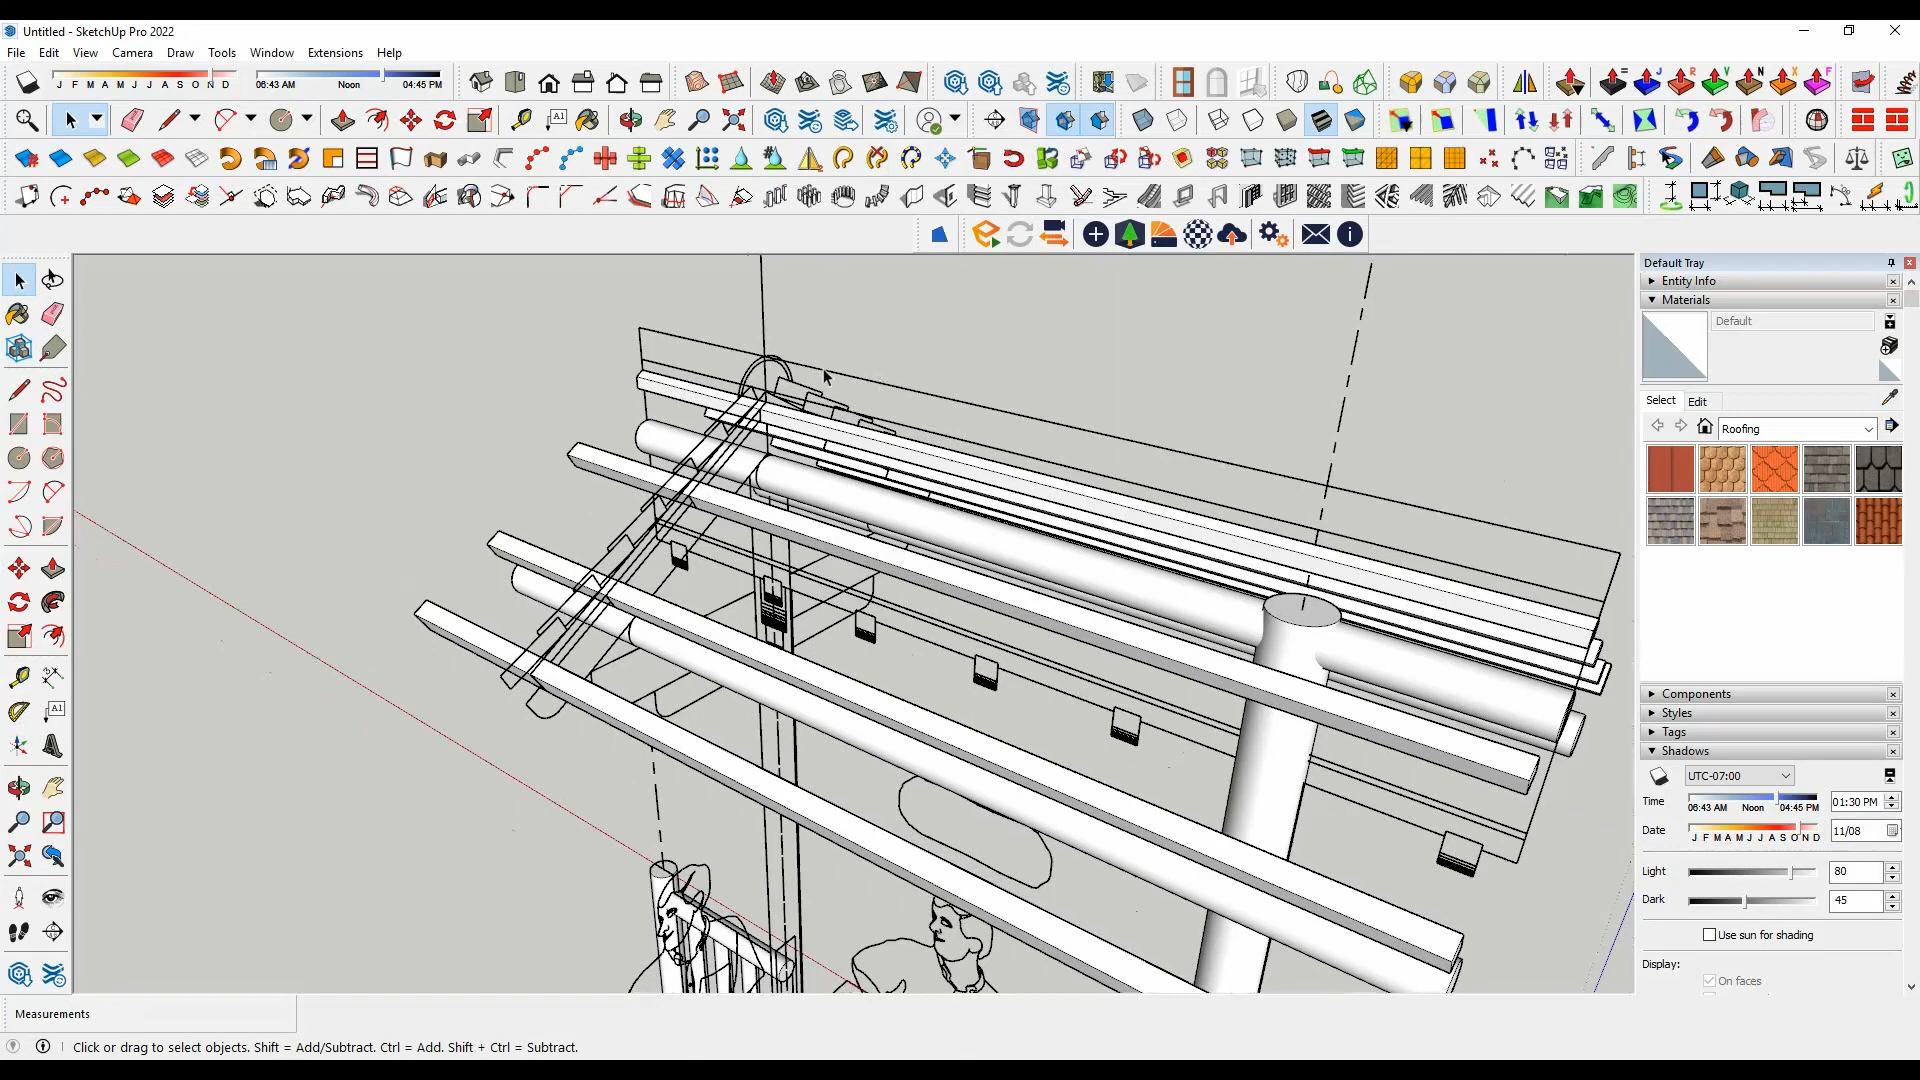 Untitled - SketchUp Pro 2022
File Edit View Camera Draw Tools Window Extensions Help
J F M A M J J A S O N D 06:43 AM Noon 04:45 PM
A1
Default Tray
Entity Info
Materials
Default
Select Edit
Roofing
A1
Components
Styles
Tags
Shadows
UTC-07:00
Time 06:43 AM Noon 04:45 PM 01:30 PM
Date J F M A M J J A S O N D 11/08
Light 80
Dark 45
Use sun for shading
Display:
On faces
Measurements
Click or drag to select objects. Shift = Add/Subtract. Ctrl = Add. Shift + Ctrl = Subtract.